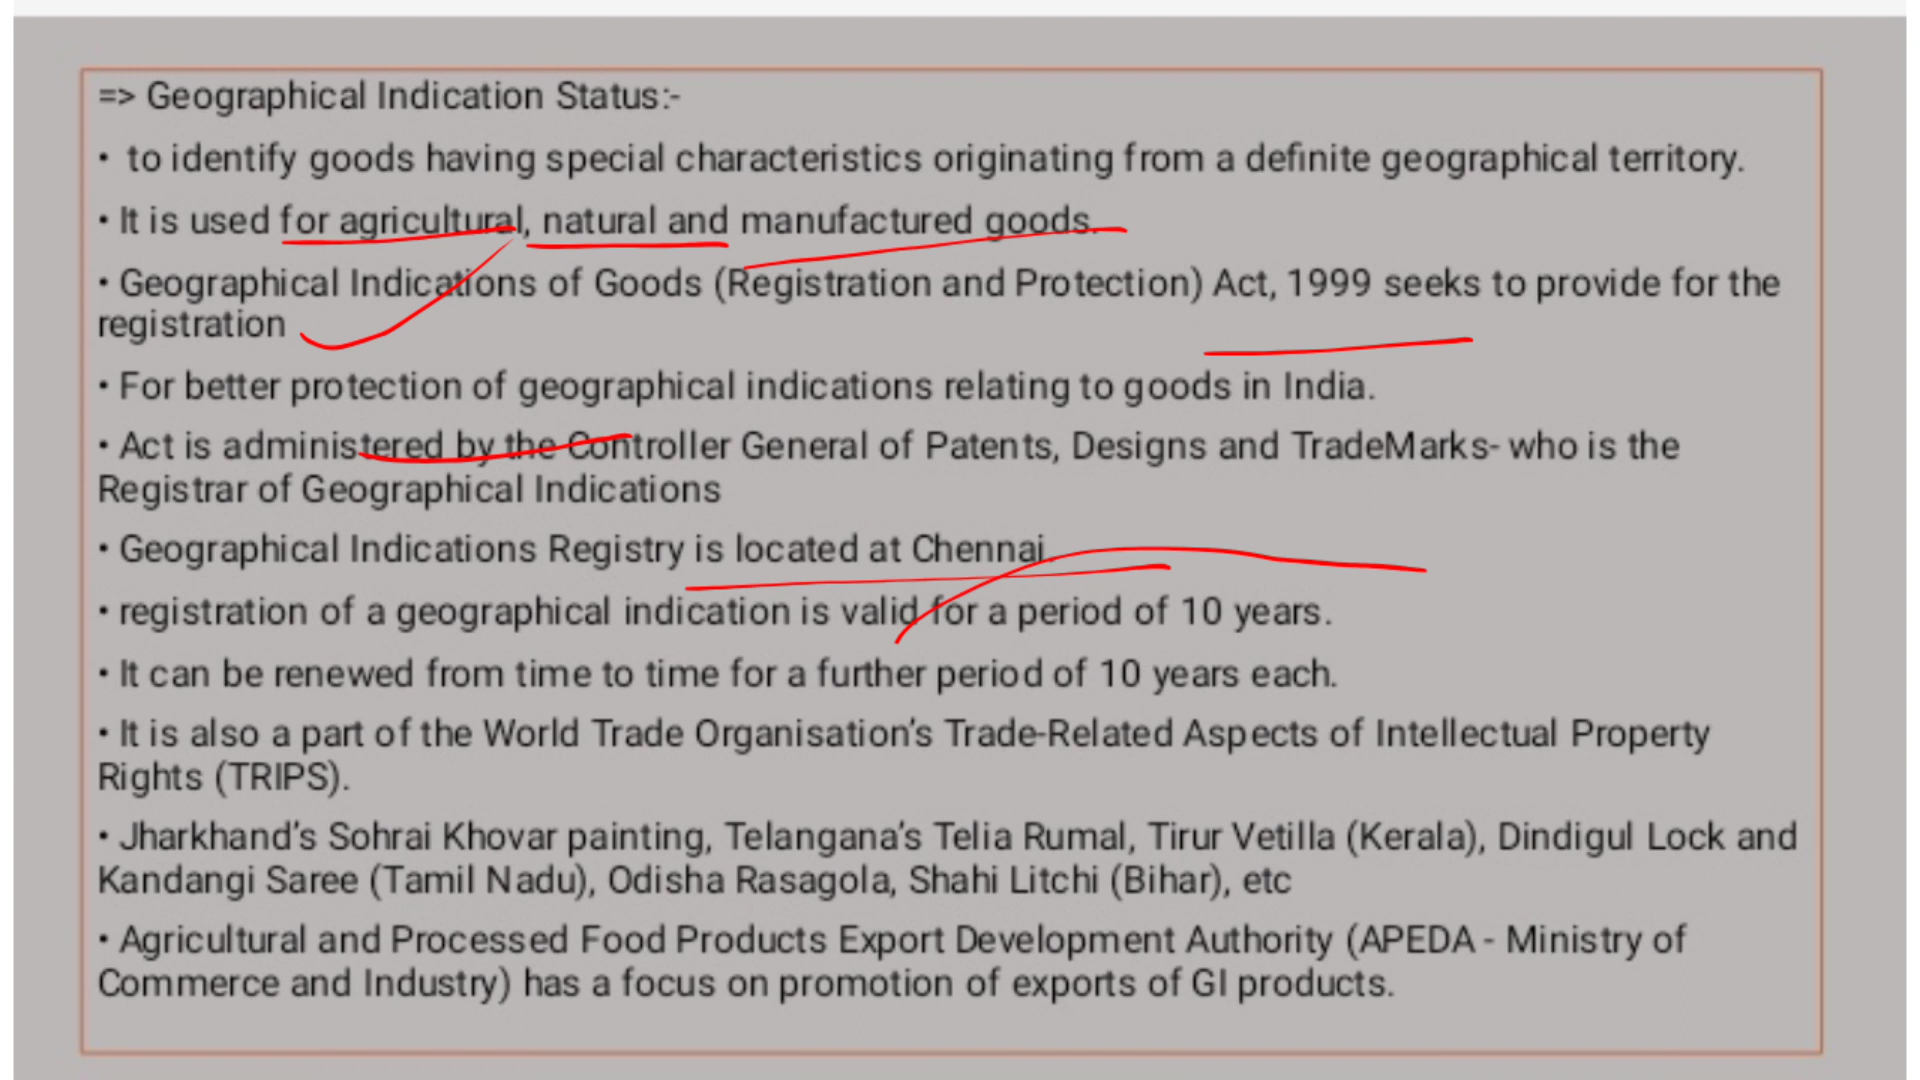 => Geographical Indication Status:-
• to identify goods having special characteristics originating from a definite geographical territory.
• It is used for agricultural, natural and manufactured goods.
• Geographical Indications of Goods (Registration and Protection) Act, 1999 seeks to provide for the
registration
• For better protection of geographical indications relating to goods in India.
• Act is administered by the Controller General of Patents, Designs and TradeMarks- who is the
Registrar of Geographical Indications
• Geographical Indications Registry is located at Chennai.
• registration of a geographical indication is valid for a period of 10 years.
• It can be renewed from time to time for a further period of 10 years each.
• It is also a part of the World Trade Organisation's Trade-Related Aspects of Intellectual Property
Rights (TRIPS).
• Jharkhand's Sohrai Khovar painting, Telangana's Telia Rumal, Tirur Vetilla (Kerala), Dindigul Lock and
Kandangi Saree (Tamil Nadu), Odisha Rasagola, Shahi Litchi (Bihar), etc
• Agricultural and Processed Food Products Export Development Authority (APEDA - Ministry of
Commerce and Industry) has a focus on promotion of exports of GI products.